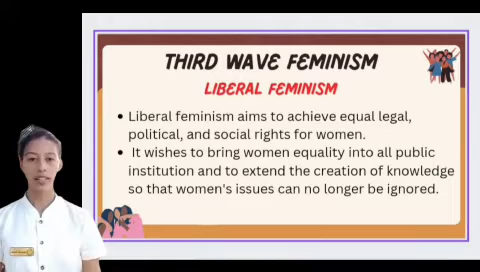 THIRD WAVE FEMINISM
LIBERAL FEMINISM
• Liberal feminism aims to achieve equal legal,
political, and social rights for women.
• It wishes to bring women equality into all public
institution and to extend the creation of knowledge
so that women's issues can no longer be ignored.